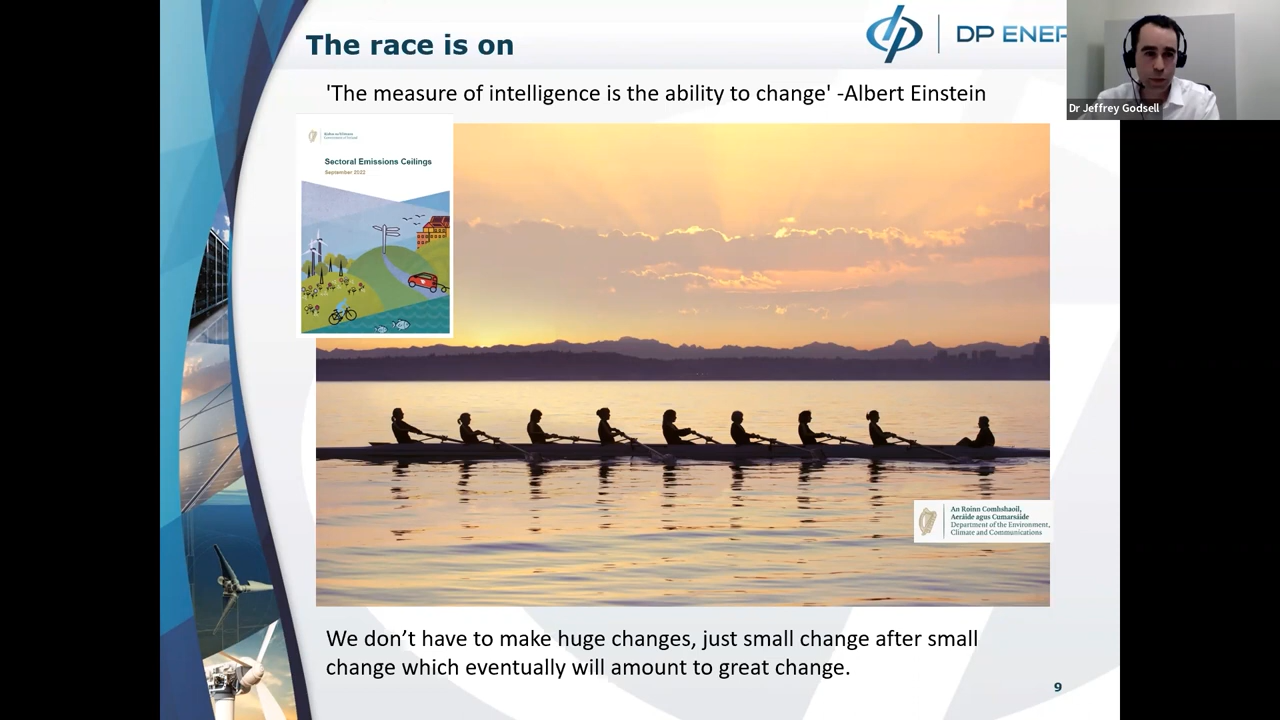 The race is on
DP ENER
'The measure of intelligence is the ability to change' -Albert Einstein
Dr Jeffrey Godsell
Sectoral Emissions Ceilings
September 2022
An Roinn Comhshaoil,
Aeráide agus Cumarsáide
Department of the Environment,
Climate and Communications
We don’t have to make huge changes, just small change after small
change which eventually will amount to great change.
9